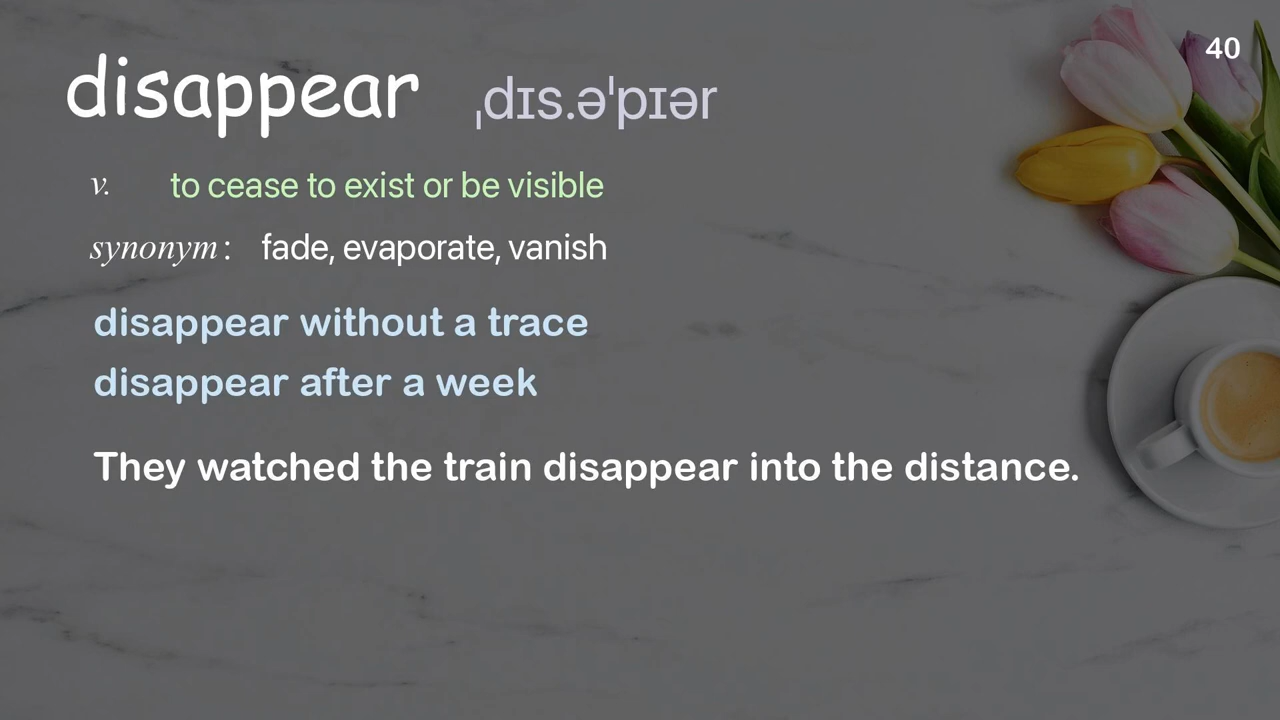 40
disappear ˌdɪs.əˈpɪər
v. to cease to exist or be visible
synonym: fade, evaporate, vanish
disappear without a trace
disappear after a week
They watched the train disappear into the distance.